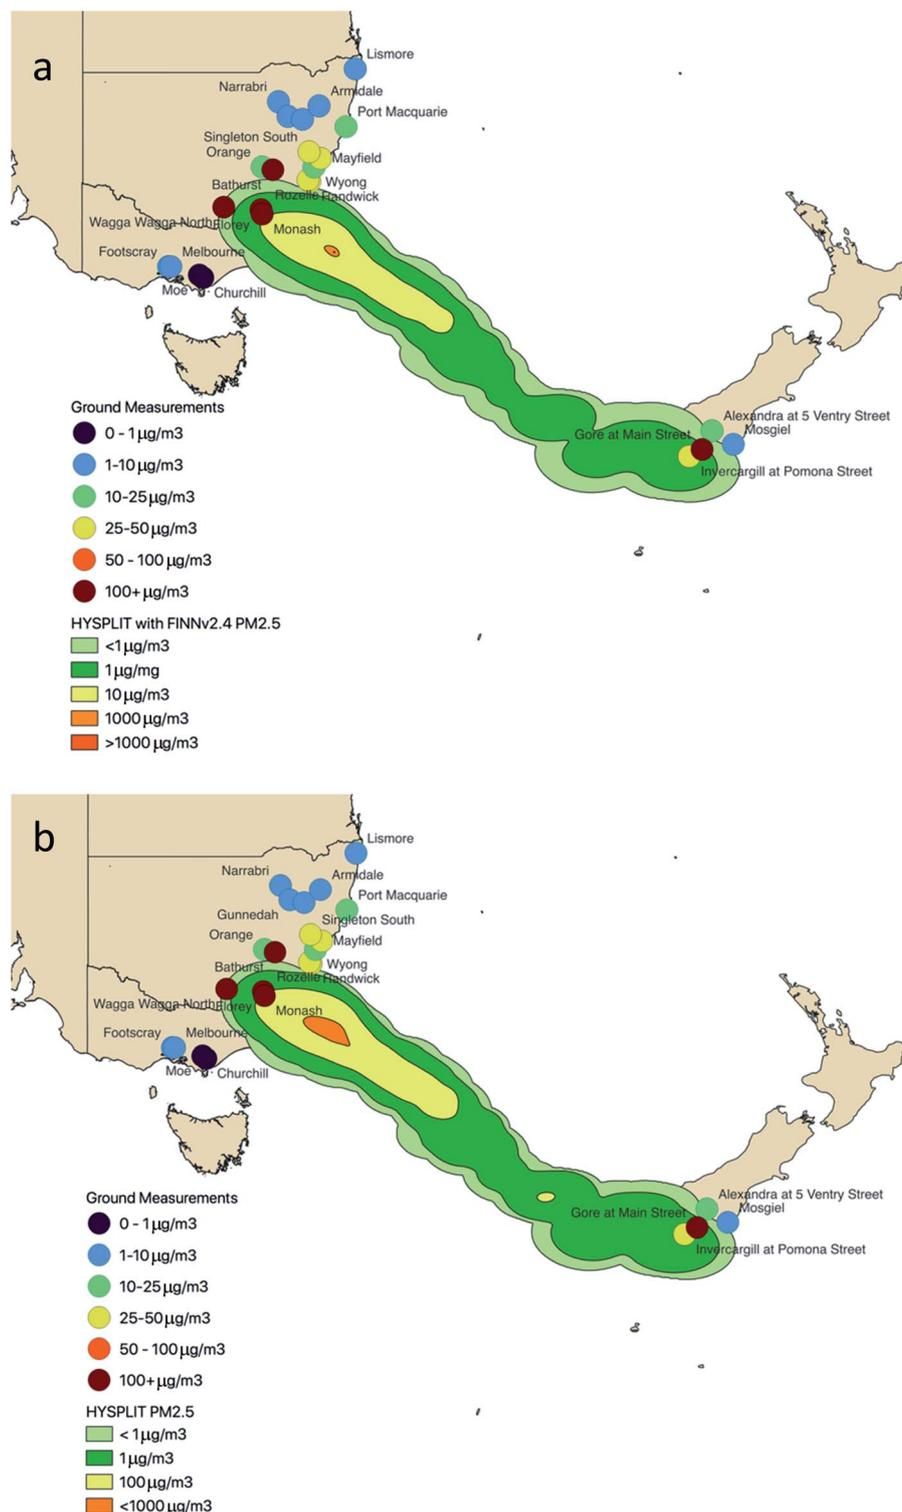 a
Lismore
Narrabri
Armidale
Port Macquarie
Singleton South
Orange
Mayfield
Bathurst
Wyong
Rozelle Randwick
Wagga Wagga North Florey
Monash
Footscray
Melbourne
Moe
Churchill
Ground Measurements
0 - 1 μg/m3
1-10 μg/m3
10-25 μg/m3
25-50 μg/m3
50 - 100 μg/m3
100+ μg/m3
Alexandra at 5 Ventry Street
Mosgiel
Gore at Main Street
Invercargill at Pomona Street
HYSPLIT with FINNv2.4 PM2.5
<1 μg/m3
1 μg/mg
10 μg/m3
1000 μg/m3
>1000 μg/m3
b
Lismore
Narrabri
Armidale
Port Macquarie
Gunnedah
Singleton South
Orange
Mayfield
Bathurst
Wyong
Rozelle Randwick
Wagga Wagga North Florey
Monash
Footscray
Melbourne
Moe
Churchill
Ground Measurements
0 - 1 μg/m3
1-10 μg/m3
10-25 μg/m3
25-50 μg/m3
50 - 100 μg/m3
100+ μg/m3
Alexandra at 5 Ventry Street
Mosgiel
Gore at Main Street
Invercargill at Pomona Street
HYSPLIT PM2.5
< 1 μg/m3
1 μg/m3
100 μg/m3
<1000 μg/m3